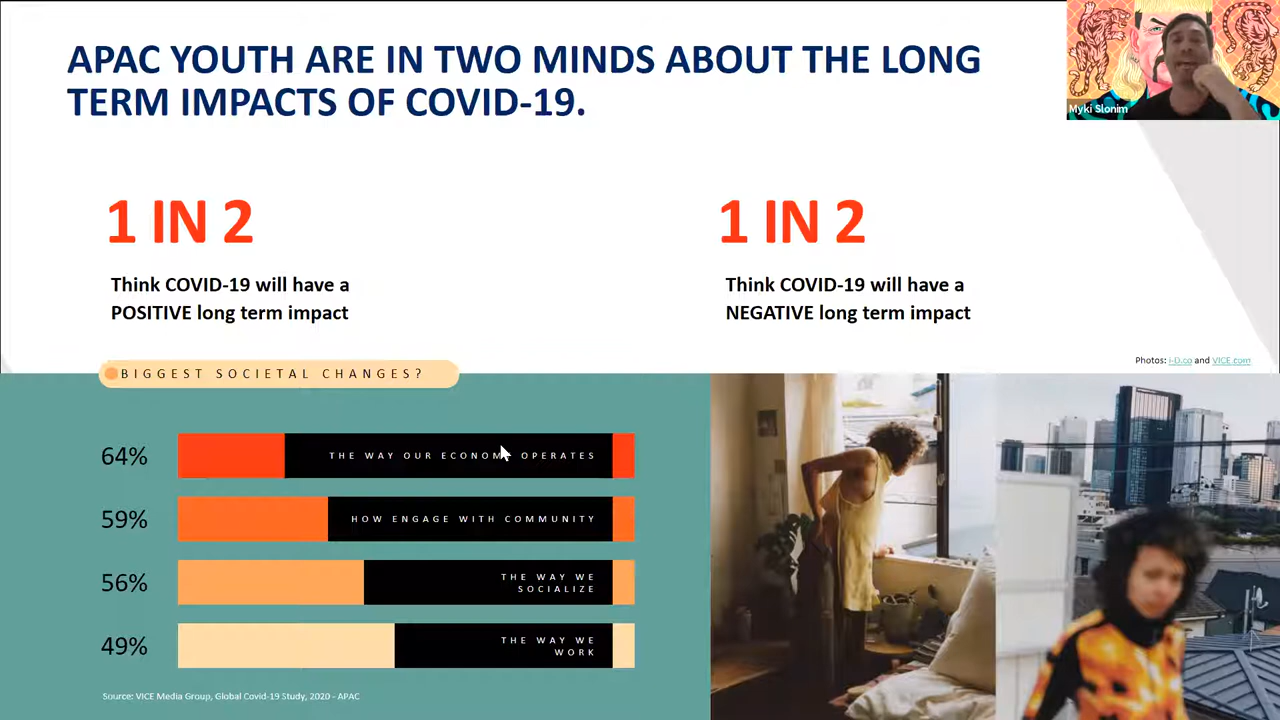 APAC YOUTH ARE IN TWO MINDS ABOUT THE LONG
TERM IMPACTS OF COVID-19.
Myki Slonim
1 IN 2
Think COVID-19 will have a
POSITIVE long term impact
1 IN 2
Think COVID-19 will have a
NEGATIVE long term impact
Photos: i-D.co and VICE.com
BIGGEST SOCIETAL CHANGES?
64%
THE WAY OUR ECONOMY OPERATES
59%
HOW ENGAGE WITH COMMUNITY
56%
THE WAY WE
SOCIALIZE
49%
THE WAY WE
WORK
Source: VICE Media Group, Global Covid-19 Study, 2020 - APAC